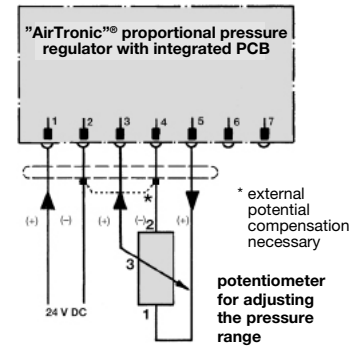 "AirTronic"® proportional pressure
regulator with integrated PCB
1 2 3 4 5 6 7
* external
potential
compensation
necessary
(+) (–) (+) (–) (+)
*
2
3
1
potentiometer
for adjusting
the pressure
range
24 V DC